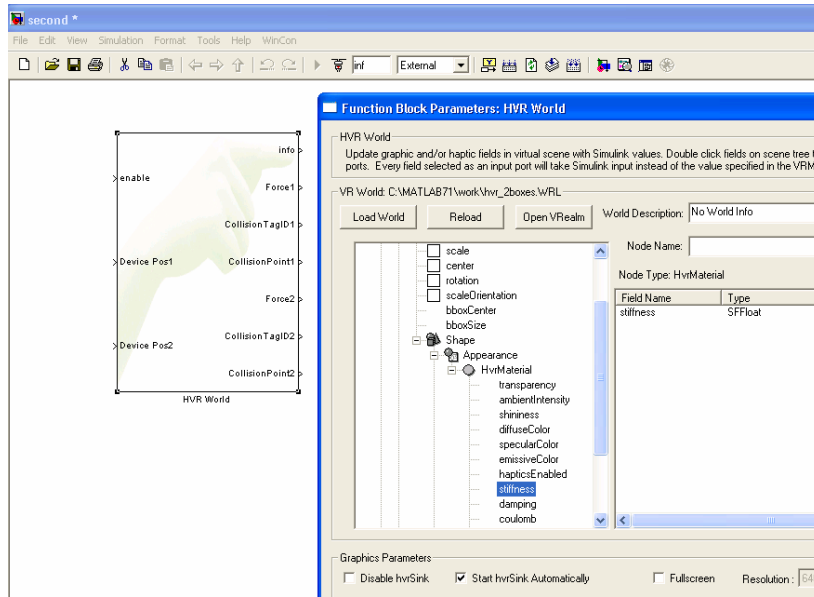 second *
File Edit View Simulation Format Tools Help WinCon
inf External
info
enable
Force1
CollisionTagID1
Device Pos1 CollisionPoint1
Force2
CollisionTagID2
Device Pos2
CollisionPoint2
HVR World
Function Block Parameters: HVR World
HVR World
Update graphic and/or haptic fields in virtual scene with Simulink values. Double click fields on scene tree
ports. Every field selected as an input port will take Simulink input instead of the value specified in the VRM
VR World: C:\MATLAB71\work\hvr_2boxes.WRL
Load World Reload Open VRealm World Description: No World Info
Node Name:
Node Type: HvrMaterial
Field Name Type
stiffness SFFloat
scale
center
rotation
scaleOrientation
bboxCenter
bboxSize
Shape
Appearance
HvrMaterial
transparency
ambientIntensity
shininess
diffuseColor
specularColor
emissiveColor
hapticsEnabled
stiffness
damping
coulomb
Graphics Parameters
Disable hvrSink Start hvrSink Automatically Fullscreen Resolution : 64